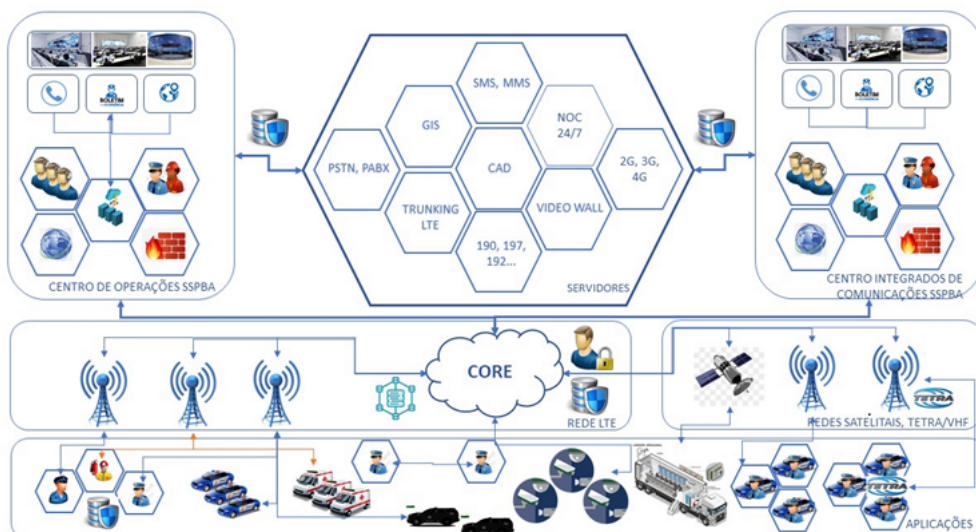 BOLETIM
SMS, MMS
GIS
NOC
24/7
PSTN, PABX
CAD
2G, 3G,
4G
TRUNKING
LTE
VIDEO WALL
190, 197,
192...
SERVIDORES
CENTRO DE OPERAÇÕES SSPBA
BOLETIM
CENTRO INTEGRADOS DE
COMUNICAÇÕES SSPBA
CORE
REDE LTE
TETRA
REDES SATELITAIS, TETRA/VHF
TETRA
APLICAÇÕES